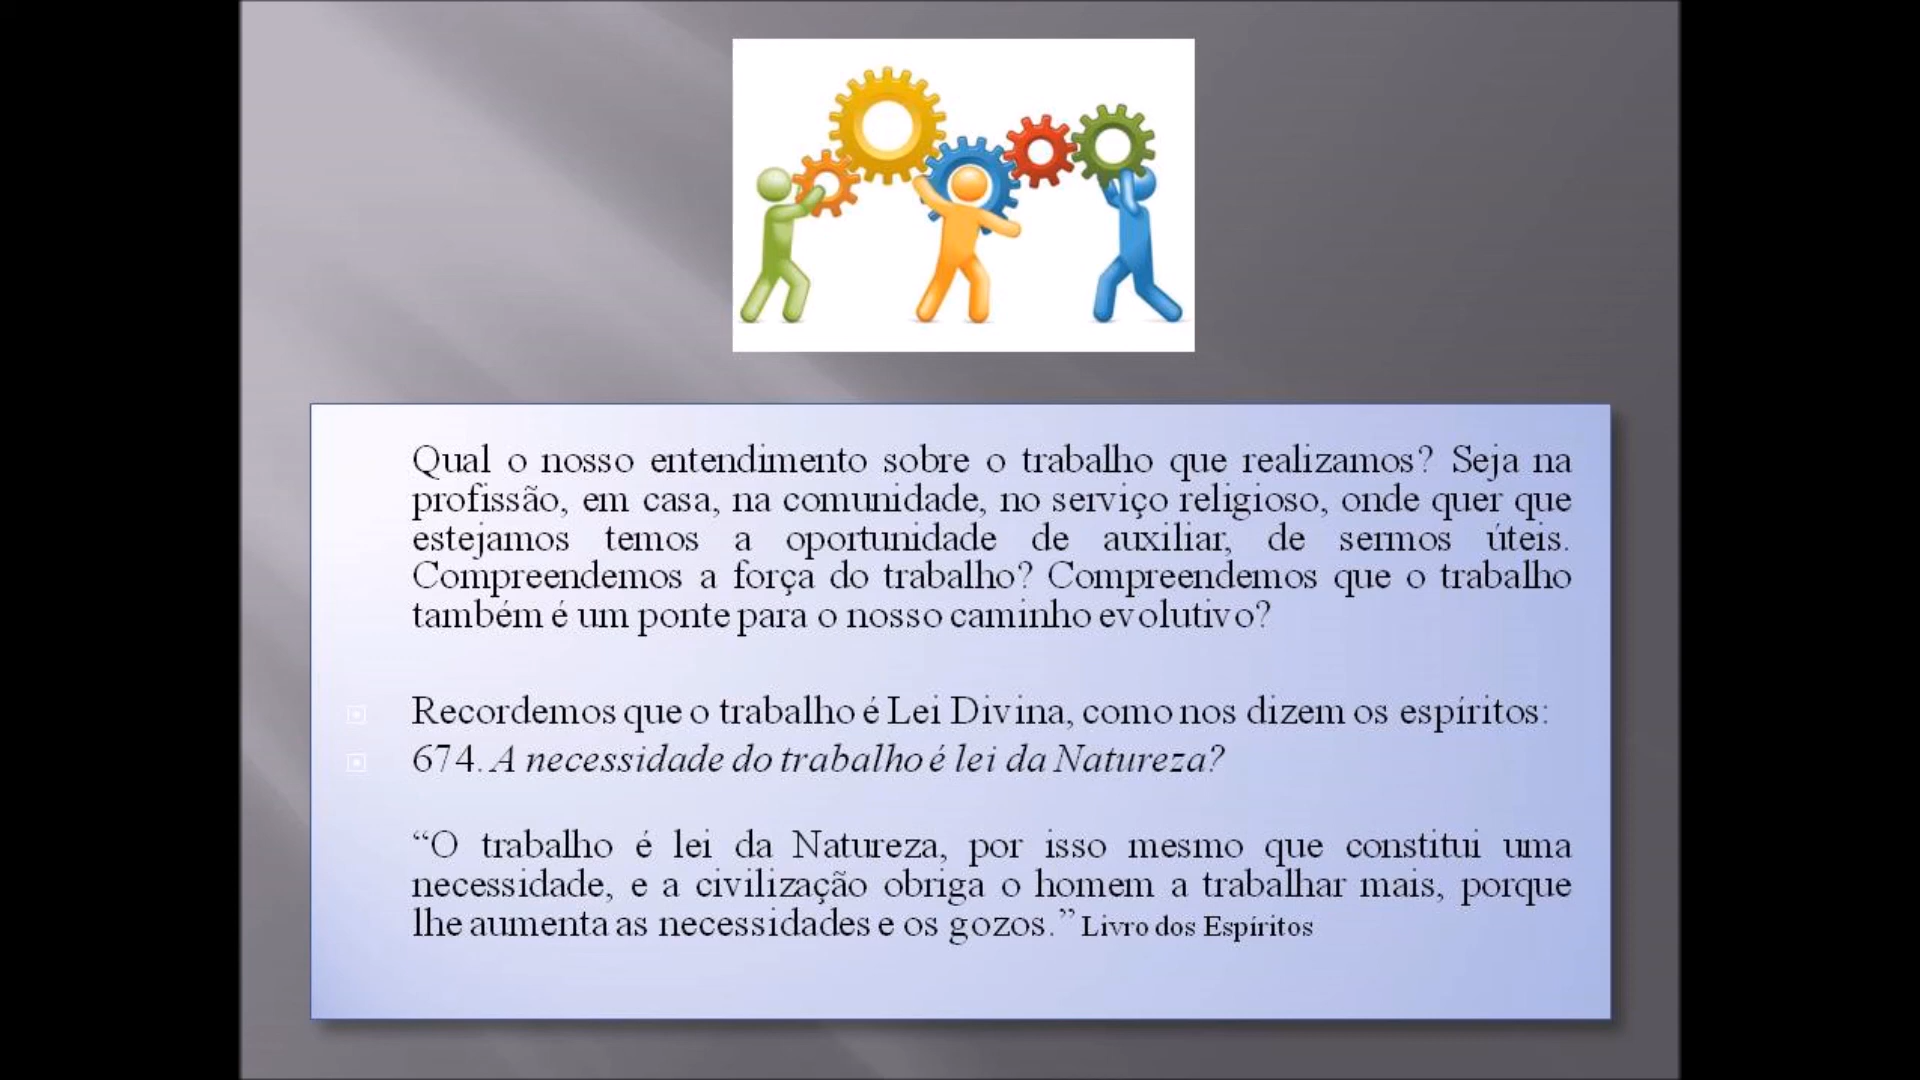 Qual o nosso entendimento sobre o trabalho que realizamos? Seja na
profissão, em casa, na comunidade, no serviço religioso, onde quer que
estejamos temos a oportunidade de auxiliar, de sermos úteis.
Compreendemos a força do trabalho? Compreendemos que o trabalho
também é um ponte para o nosso caminho evolutivo?
Recordemos que o trabalho é Lei Divina, como nos dizem os espíritos:
674. A necessidade do trabalho é lei da Natureza?
“O trabalho é lei da Natureza, por isso mesmo que constitui uma
necessidade, e a civilização obriga o homem a trabalhar mais, porque
lhe aumenta as necessidades e os gozos.” Livro dos Espíritos